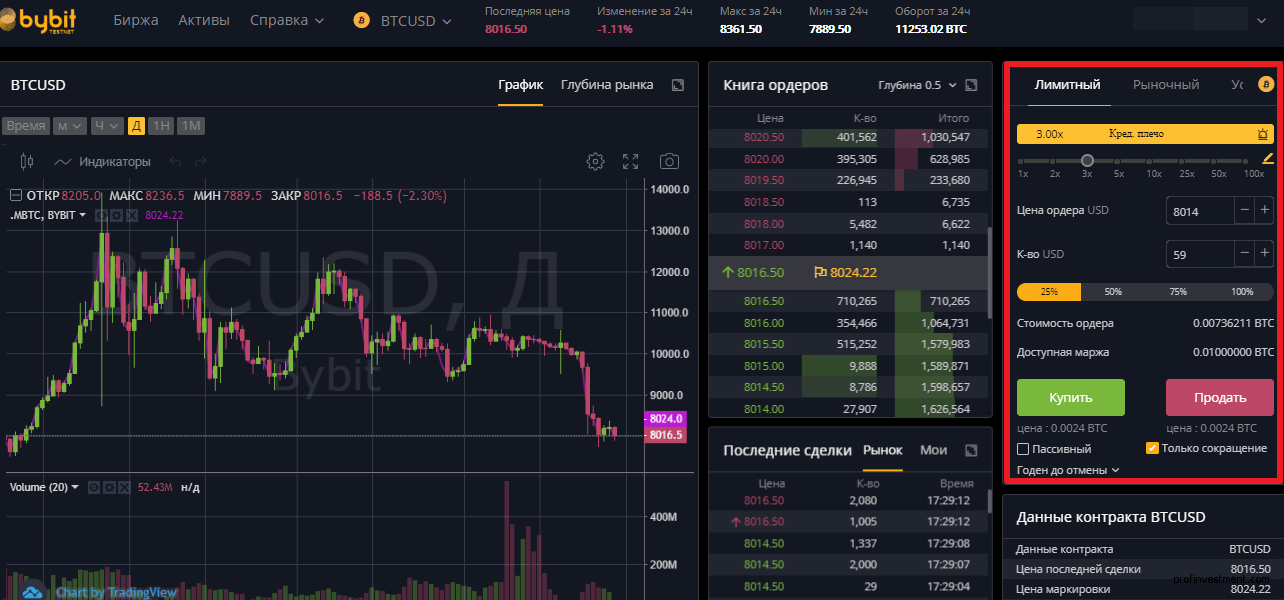 bybit
TESTNET
Биржа Активы Справка BTCUSD
Последняя цена Изменение за 24ч Макс за 24ч Мин за 24ч Оборот за 24ч
8016.50 -1.11% 8361.50 7889.50 11253.02 BTC
BTCUSD График Глубина рынка
Время м Ч Д 1Н 1М
Индикаторы
ОТКР 8205.0 МАКС 8236.5 МИН 7889.5 ЗАКР 8016.5 −188.5 (−2.30%)
.MBTC, BYBIT 8024.22
BTCUSD, Д
Bybit
14000.0
13000.0
12000.0
11000.0
10000.0
9000.0
8024.0
8016.5
Volume (20) 52.43M н/д
400M
200M
Chart by TradingView
Книга ордеров Глубина 0.5
Цена К-во Итого
8020.50 401,562 1,030,547
8020.00 395,305 628,985
8019.50 226,945 233,680
8018.50 113 6,735
8018.00 5,482 6,622
8017.00 1,140 1,140
8016.50 8024.22
8016.50 710,265 710,265
8016.00 354,466 1,064,731
8015.50 515,252 1,579,983
8015.00 9,888 1,589,871
8014.50 8,786 1,598,657
8014.00 27,907 1,626,564
Последние сделки Рынок Мои
Цена К-во Время
8016.50 2,080 17:29:12
8016.50 1,005 17:29:12
8014.50 1,337 17:29:08
8014.50 2,000 17:29:07
8014.50 29 17:29:04
Лимитный Рыночный Ус
3.00x Кред. плечо
1x 2x 3x 5x 10x 25x 50x 100x
Цена ордера USD 8014 − +
К-во USD 59 − +
25% 50% 75% 100%
Стоимость ордера 0.00736211 BTC
Доступная маржа 0.01000000 BTC
Купить Продать
цена : 0.0024 BTC цена : 0.0024 BTC
Пассивный Только сокращение
Годен до отмены
Данные контракта BTCUSD
Данные контракта BTCUSD
Цена последней сделки 8016.50
profinvestment.com
Цена маркировки 8024.22